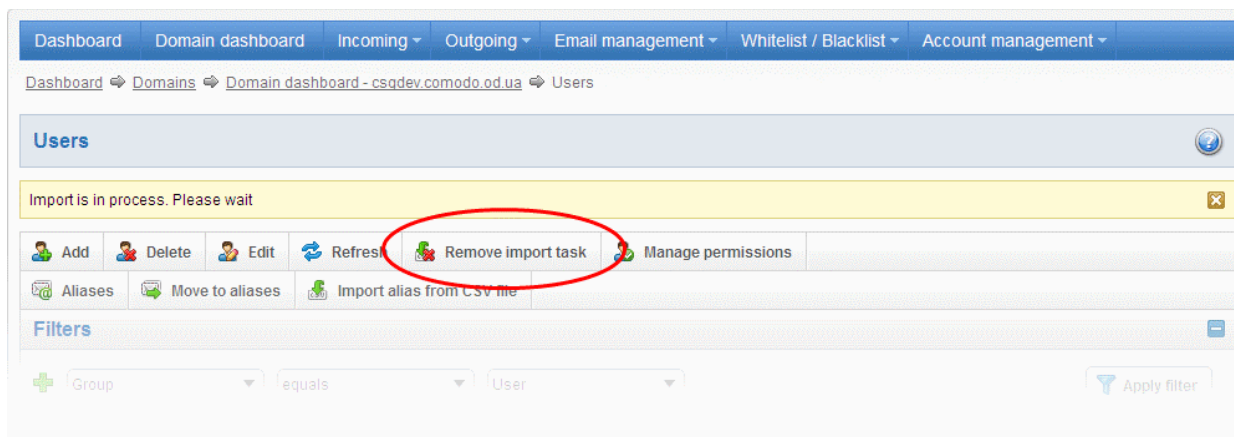 Dashboard Domain dashboard Incoming Outgoing Email management Whitelist / Blacklist Account management
Dashboard Domains Domain dashboard - csgdev.comodo.od.ua Users
Users
Import is in process. Please wait
Add Delete Edit Refresh Remove import task Manage permissions
Aliases Move to aliases Import alias from CSV file
Filters
Group equals User Apply filter